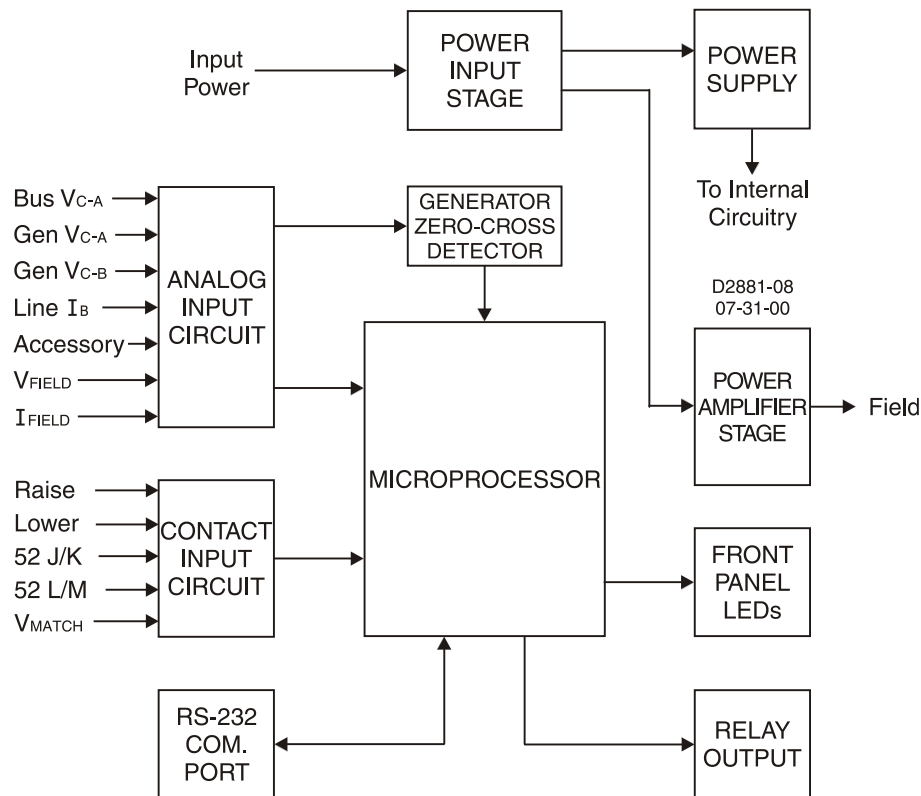 Input
Power
POWER
INPUT
STAGE
POWER
SUPPLY
To Internal
Circuitry
Bus VC-A
Gen VC-A
Gen VC-B
Line IB
Accessory
VFIELD
IFIELD
ANALOG
INPUT
CIRCUIT
GENERATOR
ZERO-CROSS
DETECTOR
D2881-08
07-31-00
POWER
AMPLIFIER
STAGE
Field
MICROPROCESSOR
Raise
Lower
52 J/K
52 L/M
VMATCH
CONTACT
INPUT
CIRCUIT
FRONT
PANEL
LEDs
RS-232
COM.
PORT
RELAY
OUTPUT